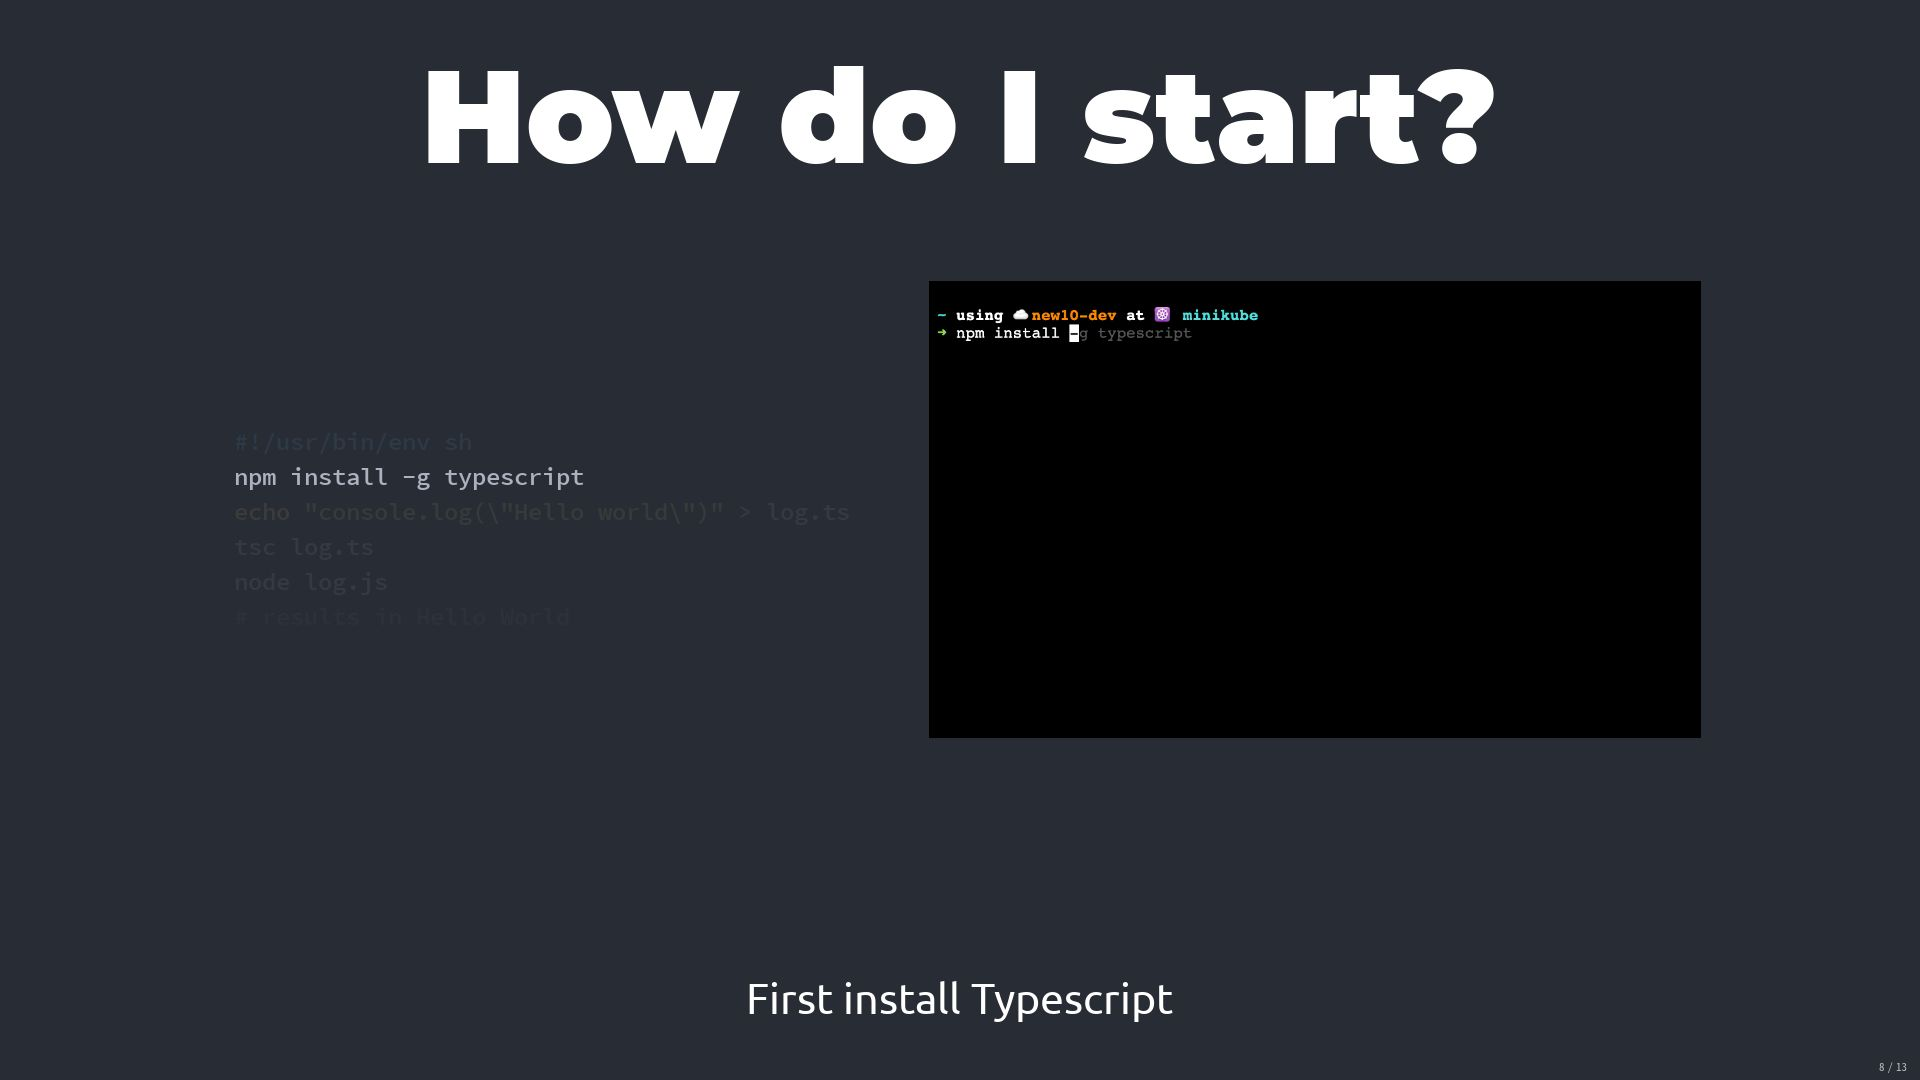 How do I start?
#!/usr/bin/env sh
npm install -g typescript
echo "console.log(\"Hello world\")" > log.ts
tsc log.ts
node log.js
# results in Hello World
~ using ☁️new10-dev at ☸️ minikube
➜ npm install -g typescript
First install Typescript
8 / 13